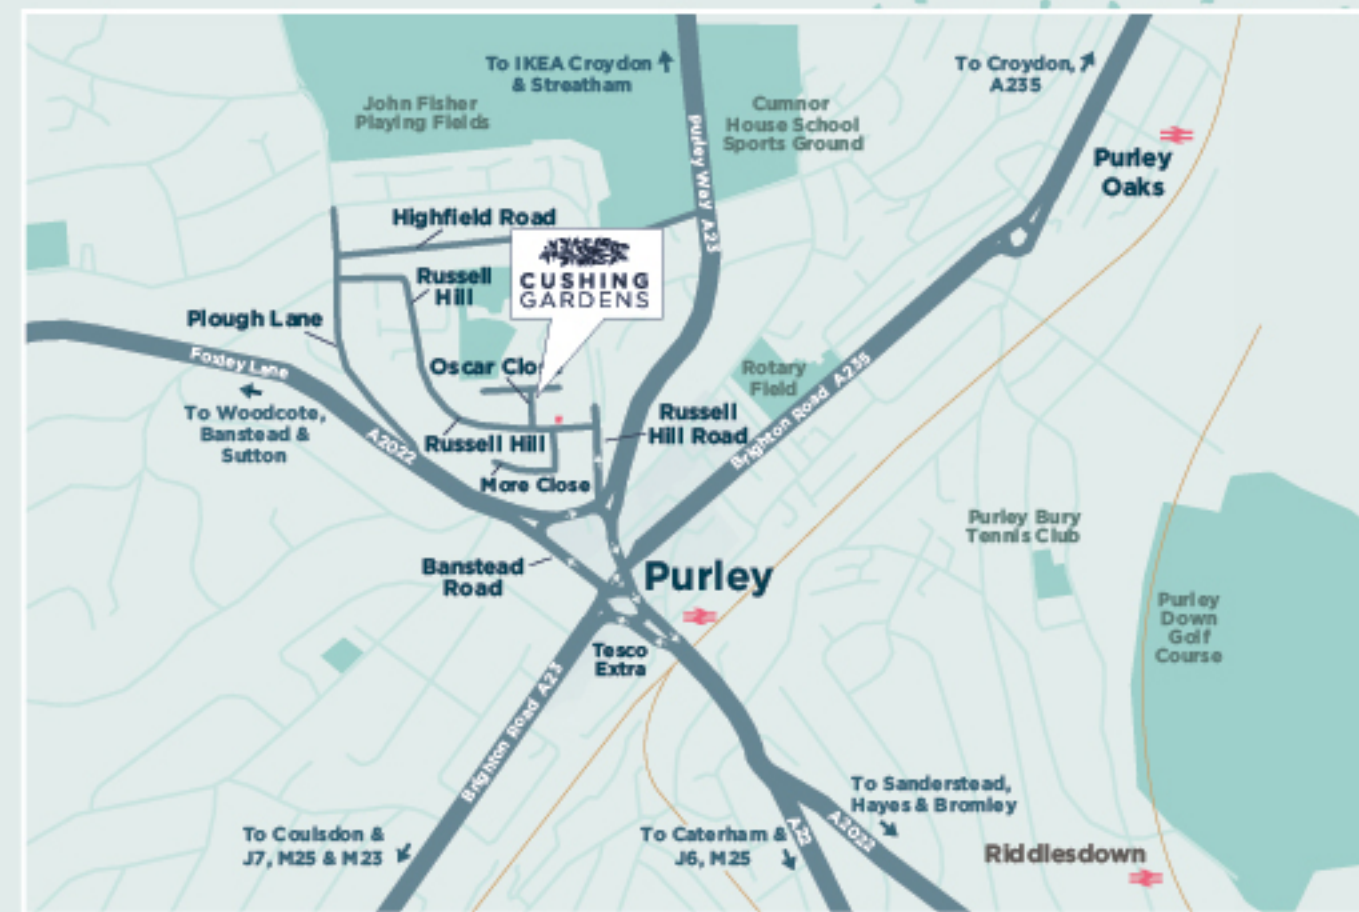 To IKEA Croydon
& Streatham
To Croydon,
A235
John Fisher
Playing Fields
Cumnor
House School
Sports Ground
Purley Way A23
Purley
Oaks
Highfield Road
CUSHING
GARDENS
Russell
Hill
Plough Lane
Foxley Lane
Oscar Clos
Rotary
Field
Brighton Road A235
To Woodcote,
Banstead &
Sutton
A2022
Russell
Hill Road
Russell Hill
More Close
Purley Bury
Tennis Club
Banstead
Road
Purley
Purley
Down
Golf
Course
Tesco
Extra
Brighton Road A23
To Sanderstead,
Hayes & Bromley
To Coulsdon &
J7, M25 & M23
To Caterham &
J6, M25
A22
A2022
Riddlesdown